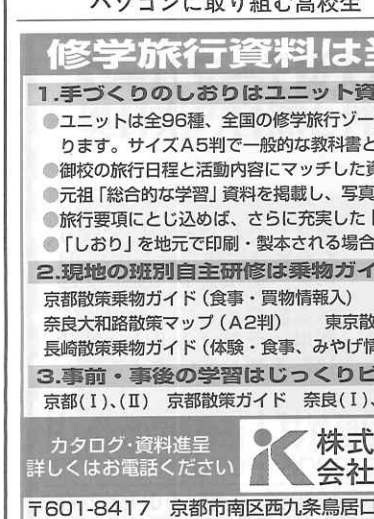 パソコンに取り組む高校生
修学旅行資料は
1.手づくりのしおりはユニット資
●ユニットは全96種、全国の修学旅行ゾー
ります。サイズA5判で一般的な教科書と
●御校の旅行日程と活動内容にマッチした資
●元祖「総合的な学習」資料を掲載し、写真
●旅行要項にとじ込めば、さらに充実した「
●「しおり」を地元で印刷・製本される場合
2.現地の班別自主研修は乗物ガイ
京都散策乗物ガイド（食事・買物情報入）
奈良大和路散策マップ（A2判） 東京散
長崎散策乗物ガイド（体験・食事、みやげ情
3.事前・事後の学習はじっくりビ
京都(Ⅰ)、(Ⅱ) 京都散策ガイド 奈良(Ⅰ)、
カタログ・資料進呈
詳しくはお電話ください
株式
会社
〒601-8417 京都市南区西九条鳥居口